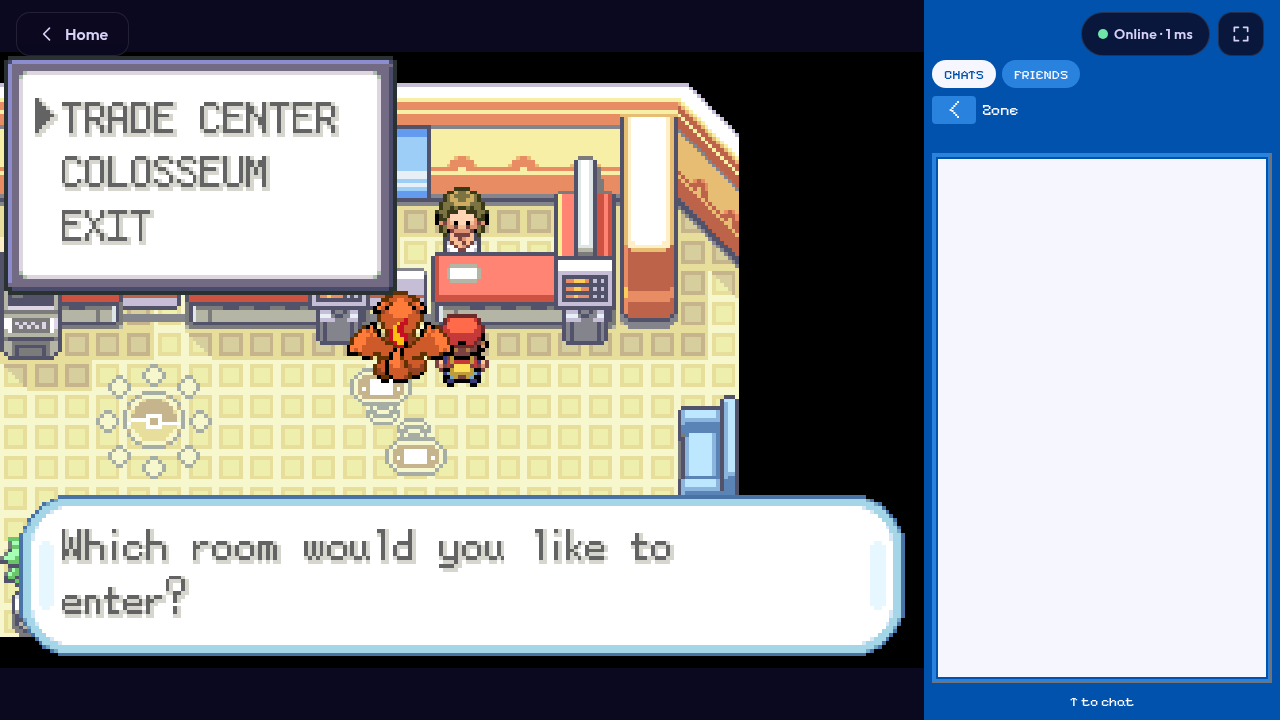 Home
TRADE CENTER
COLOSSEUM
EXIT
Which room would you like to
enter?
Online · 1 ms
CHATS
FRIENDS
Zone
↑ to chat